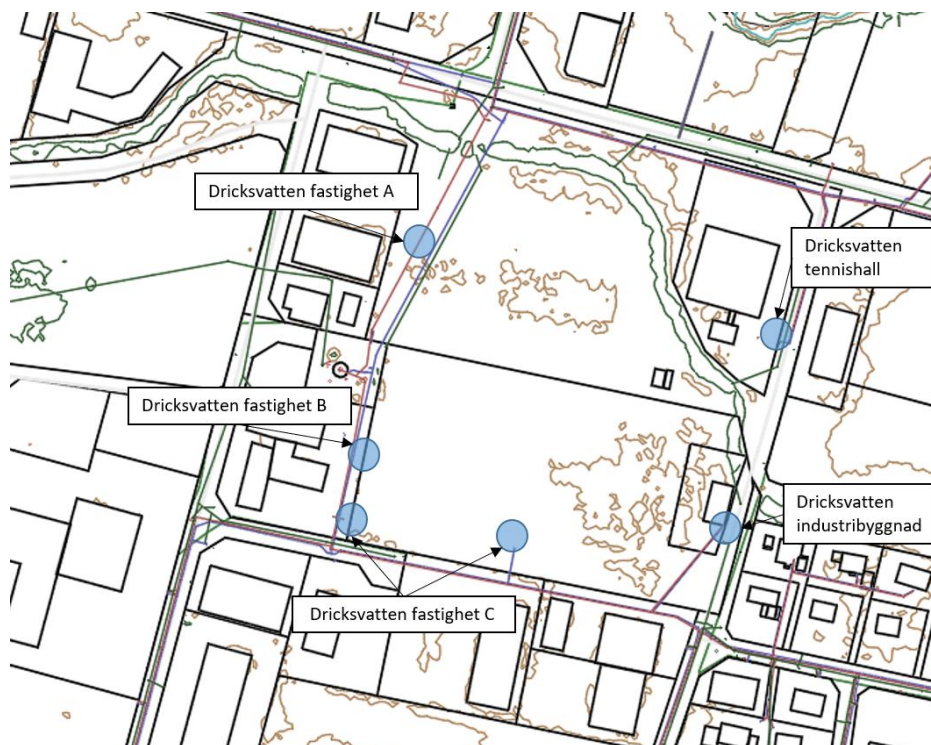 Dricksvatten fastighet A
Dricksvatten
tennishall
Dricksvatten fastighet B
Dricksvatten
industribyggnad
Dricksvatten fastighet C